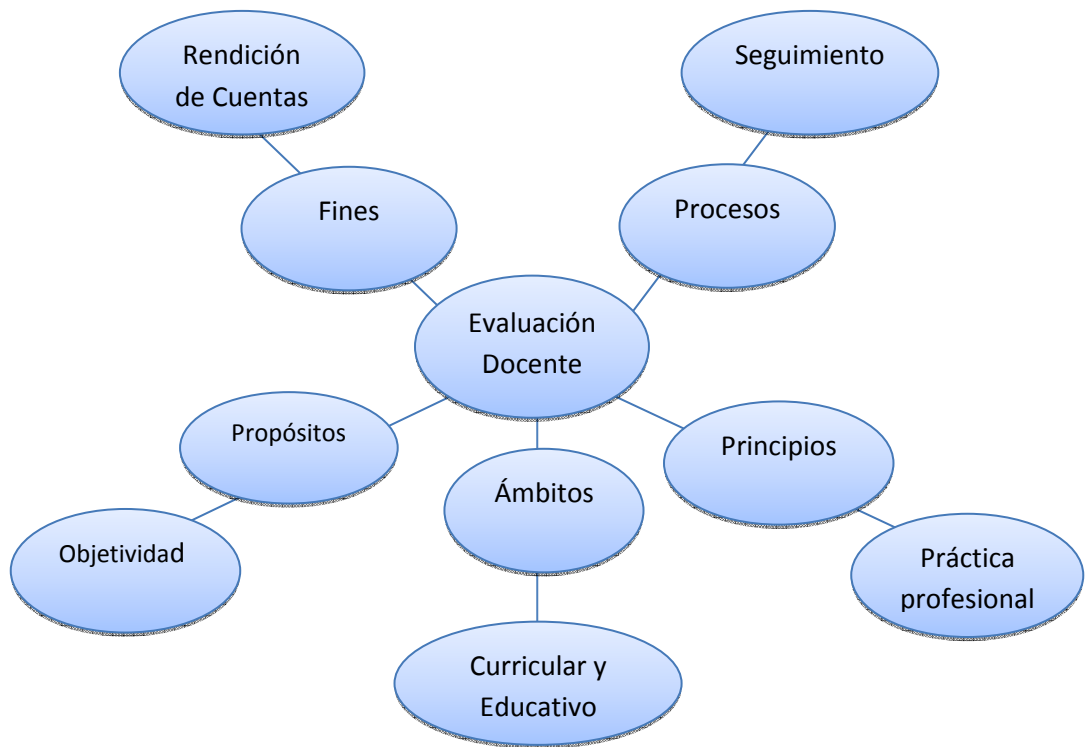 Rendición
de Cuentas
Seguimiento
Fines
Procesos
Evaluación
Docente
Propósitos
Ámbitos
Principios
Objetividad
Práctica
profesional
Curricular y
Educativo